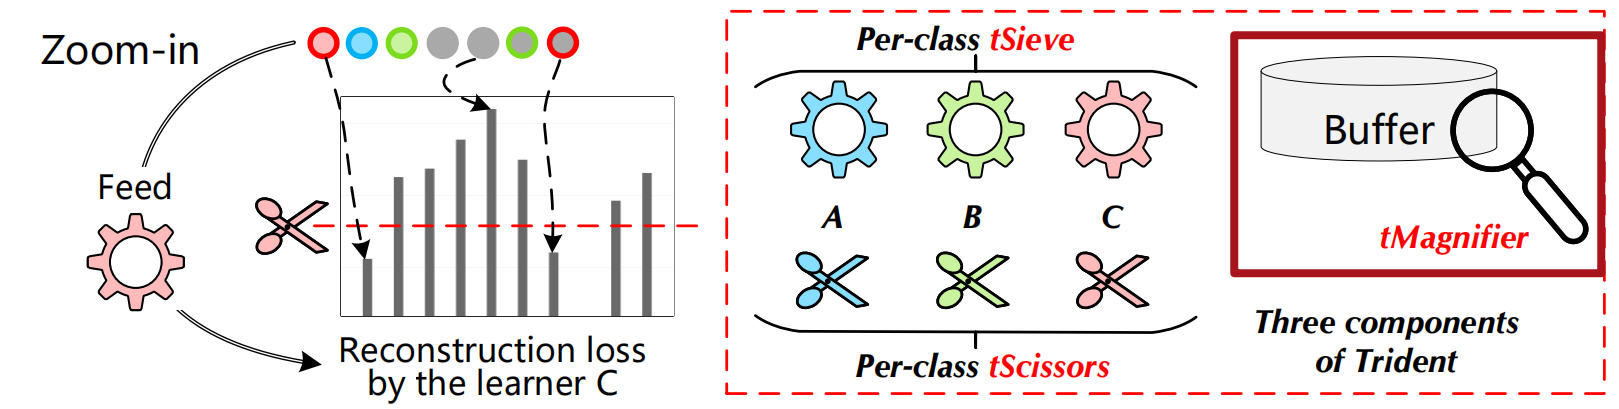 Zoom-in
Feed
Reconstruction loss
by the learner C
Per-class tSieve
A B C
Per-class tScissors
Buffer
tMagnifier
Three components
of Trident